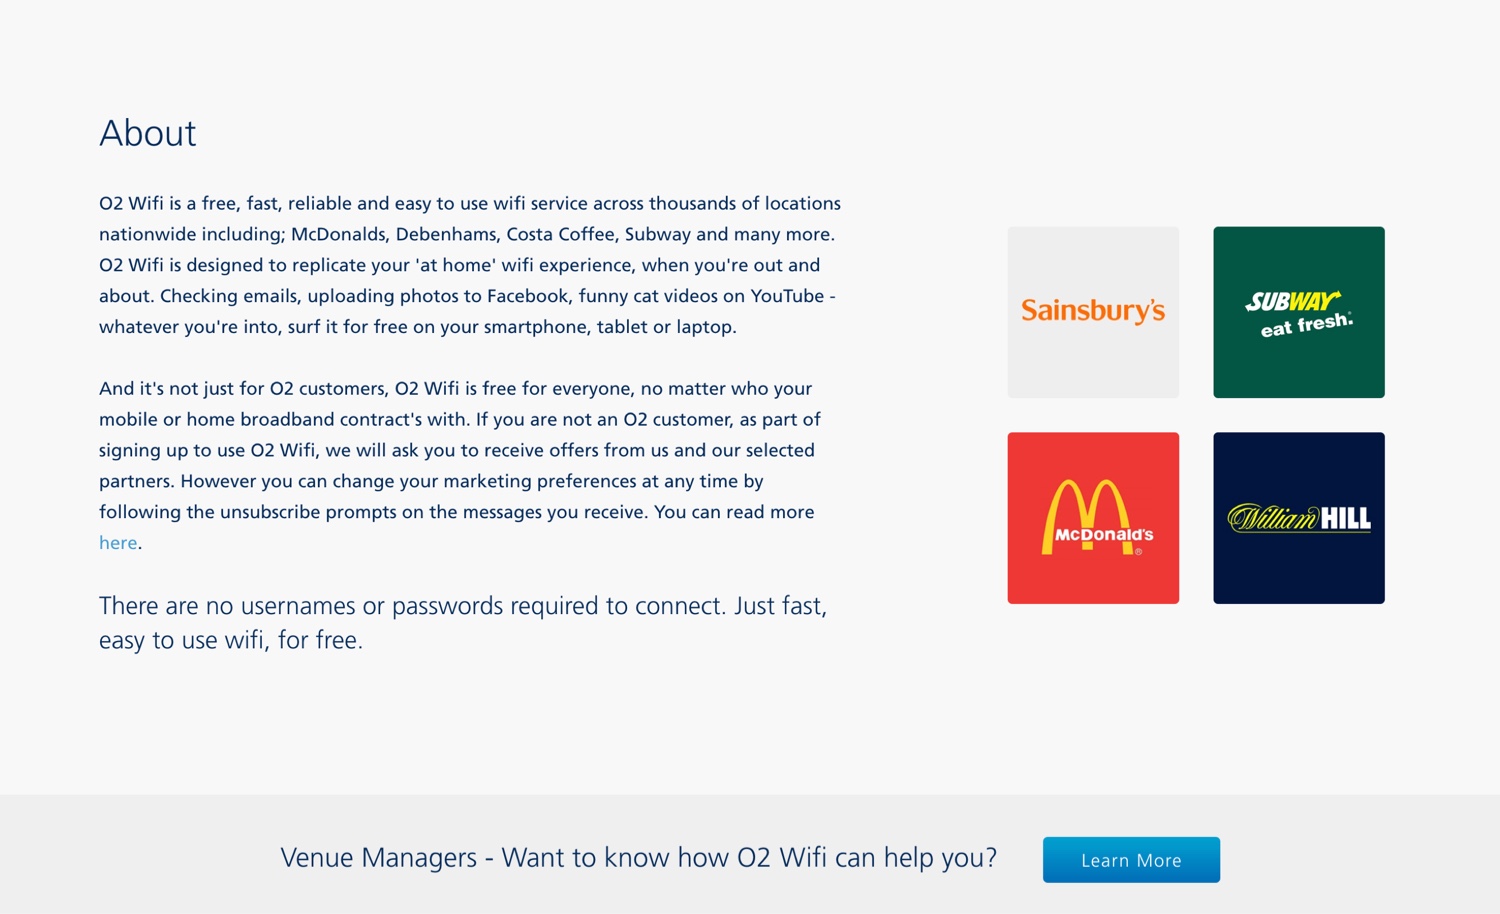 About
O2 Wifi is a free, fast, reliable and easy to use wifi service across thousands of locations
nationwide including; McDonalds, Debenhams, Costa Coffee, Subway and many more.
O2 Wifi is designed to replicate your 'at home' wifi experience, when you're out and
about. Checking emails, uploading photos to Facebook, funny cat videos on YouTube -
whatever you're into, surf it for free on your smartphone, tablet or laptop.
And it's not just for O2 customers, O2 Wifi is free for everyone, no matter who your
mobile or home broadband contract's with. If you are not an O2 customer, as part of
signing up to use O2 Wifi, we will ask you to receive offers from us and our selected
partners. However you can change your marketing preferences at any time by
following the unsubscribe prompts on the messages you receive. You can read more
here.
There are no usernames or passwords required to connect. Just fast,
easy to use wifi, for free.
Sainsbury's
SUBWAY
eat fresh.
McDonald's
®
William HILL
Venue Managers - Want to know how O2 Wifi can help you?
Learn More